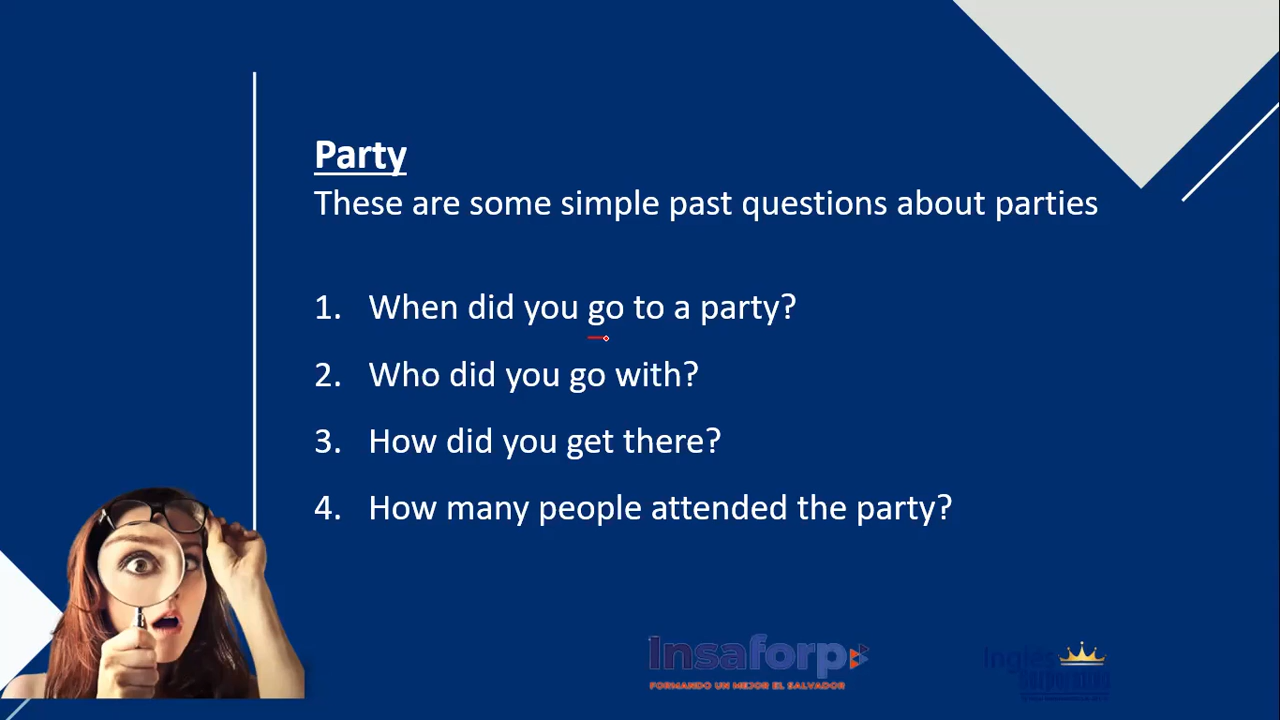 Party
These are some simple past questions about parties
1. When did you go to a party?
2. Who did you go with?
3. How did you get there?
4. How many people attended the party?
Insaforp
FORMANDO UN MEJOR EL SALVADOR
Ingles